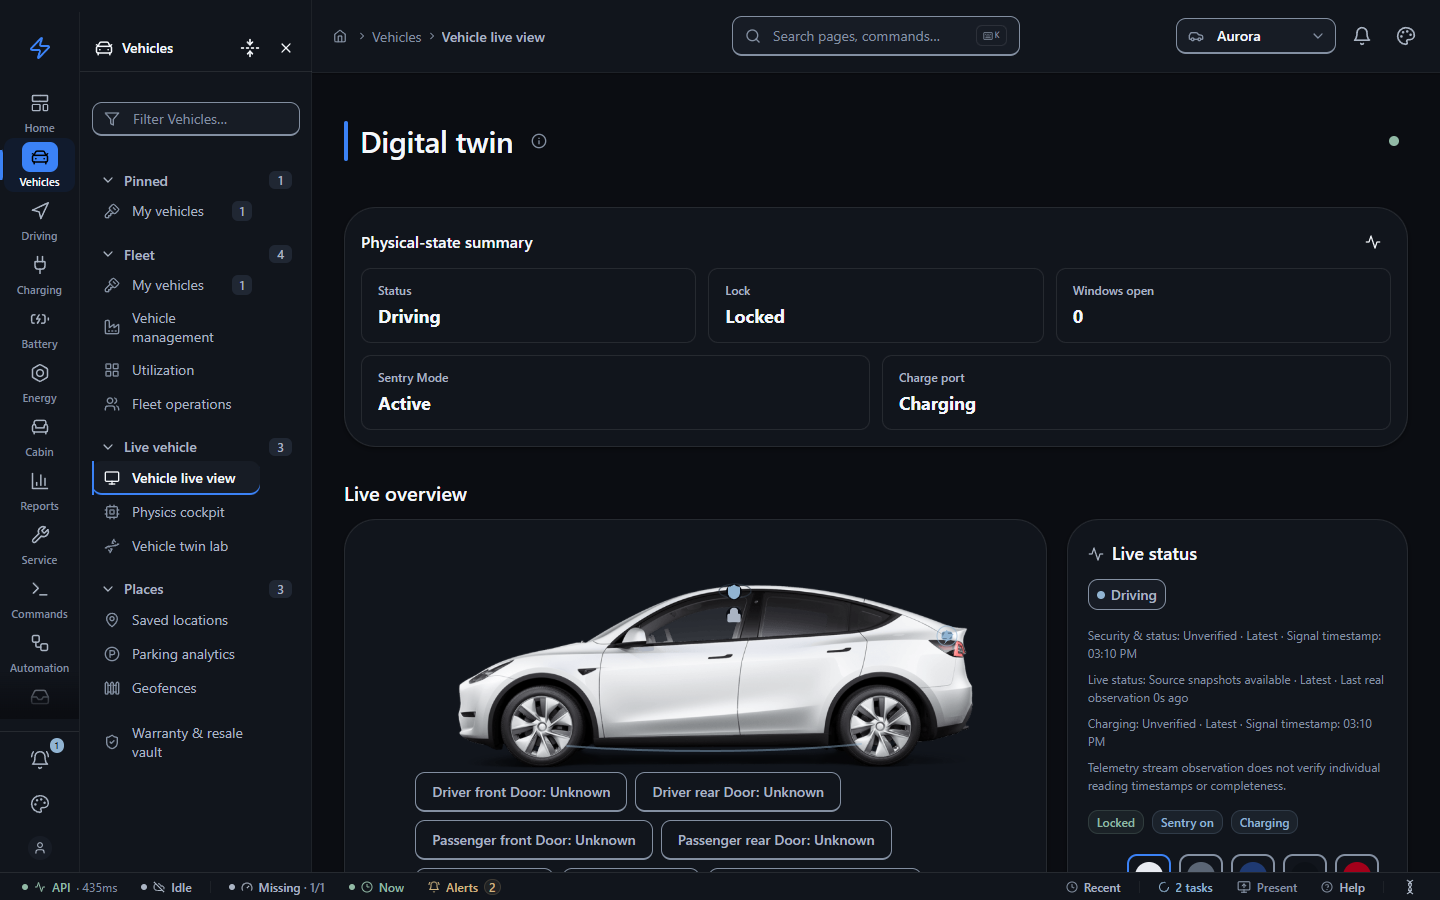 Vehicles
Vehicles
Vehicle live view
Search pages, commands...
K
Aurora
Home
Vehicles
Driving
Charging
Battery
Energy
Cabin
Reports
Service
Commands
Automation
1
Filter Vehicles...
Pinned 1
My vehicles 1
Fleet 4
My vehicles 1
Vehicle
management
Utilization
Fleet operations
Live vehicle 3
Vehicle live view
Physics cockpit
Vehicle twin lab
Places 3
Saved locations
Parking analytics
Geofences
Warranty & resale
vault
Digital twin
Physical-state summary
Status
Driving
Lock
Locked
Windows open
0
Sentry Mode
Active
Charge port
Charging
Live overview
Driver front Door: Unknown
Driver rear Door: Unknown
Passenger front Door: Unknown
Passenger rear Door: Unknown
Live status
Driving
Security & status: Unverified · Latest · Signal timestamp:
03:10 PM
Live status: Source snapshots available · Latest · Last real
observation 0s ago
Charging: Unverified · Latest · Signal timestamp: 03:10
PM
Telemetry stream observation does not verify individual
reading timestamps or completeness.
Locked
Sentry on
Charging
API · 435ms
Idle
Missing · 1/1
Now
Alerts 2
Recent
2 tasks
Present
Help